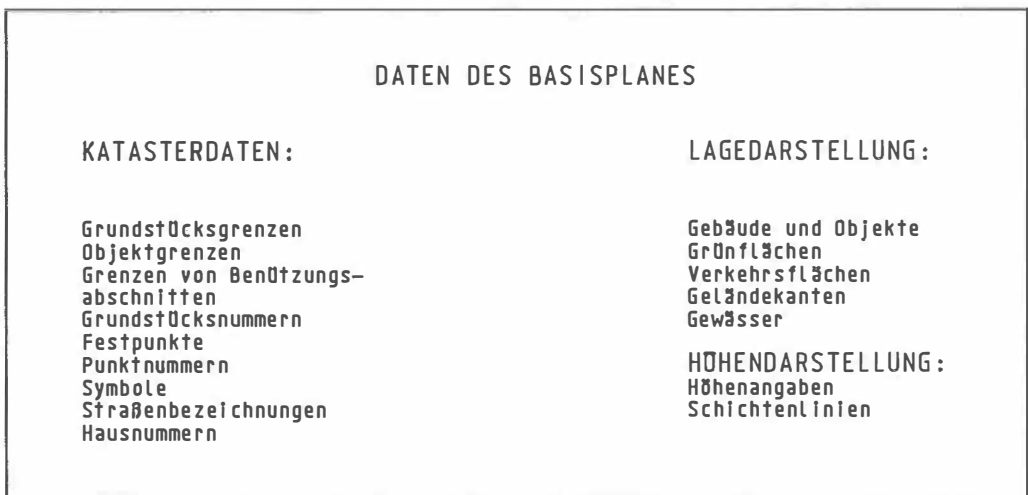 DATEN DES BASISPLANES
KATASTERDATEN:
Grundstücksgrenzen
Objektgrenzen
Grenzen von Benützungs-
abschnitten
Grundstücksnummern
Festpunkte
Punktnummern
Symbole
Straßenbezeichnungen
Hausnummern
LAGEDARSTELLUNG:
Gebäude und Objekte
Grünflächen
Verkehrsflächen
Geländekanten
Gewässer
HÖHENDARSTELLUNG:
Höhenangaben
Schichtenlinien